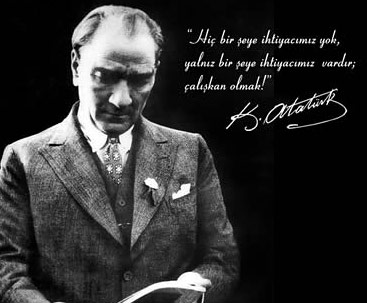 “Hiç bir şeye ihtiyacımız yok,
yalnız bir şeye ihtiyacımız vardır;
çalışkan olmak!”
K. Atatürk